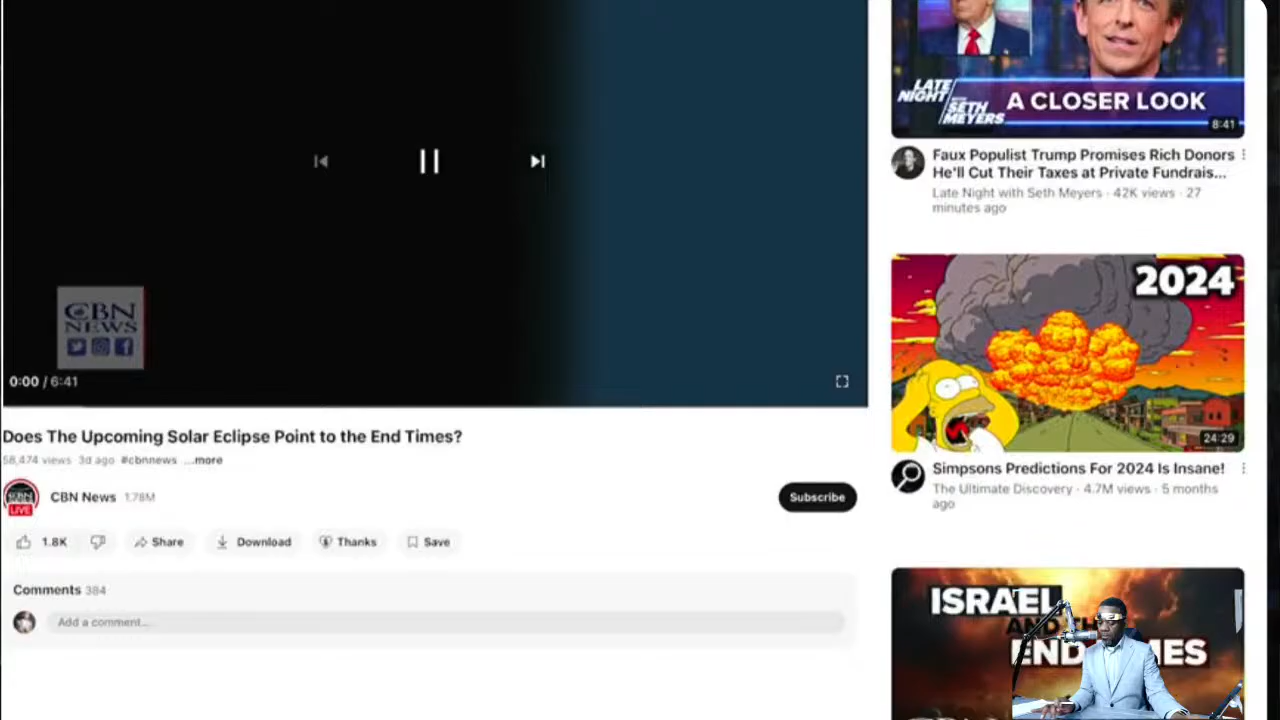 CBN
NEWS
0:00 / 6:41
Does The Upcoming Solar Eclipse Point to the End Times?
58,474 views 3d ago #cbnnews ...more
CBN News 1.78M
LIVE
Subscribe
1.8K
Share
Download
Thanks
Save
Comments 384
Add a comment...
LATE
NIGHT
SETH
MEYERS
A CLOSER LOOK
8:41
Faux Populist Trump Promises Rich Donors
He'll Cut Their Taxes at Private Fundrais...
Late Night with Seth Meyers · 42K views · 27
minutes ago
2024
24:29
Simpsons Predictions For 2024 Is Insane!
The Ultimate Discovery · 4.7M views · 5 months
ago
ISRAEL
AND TH
END MES